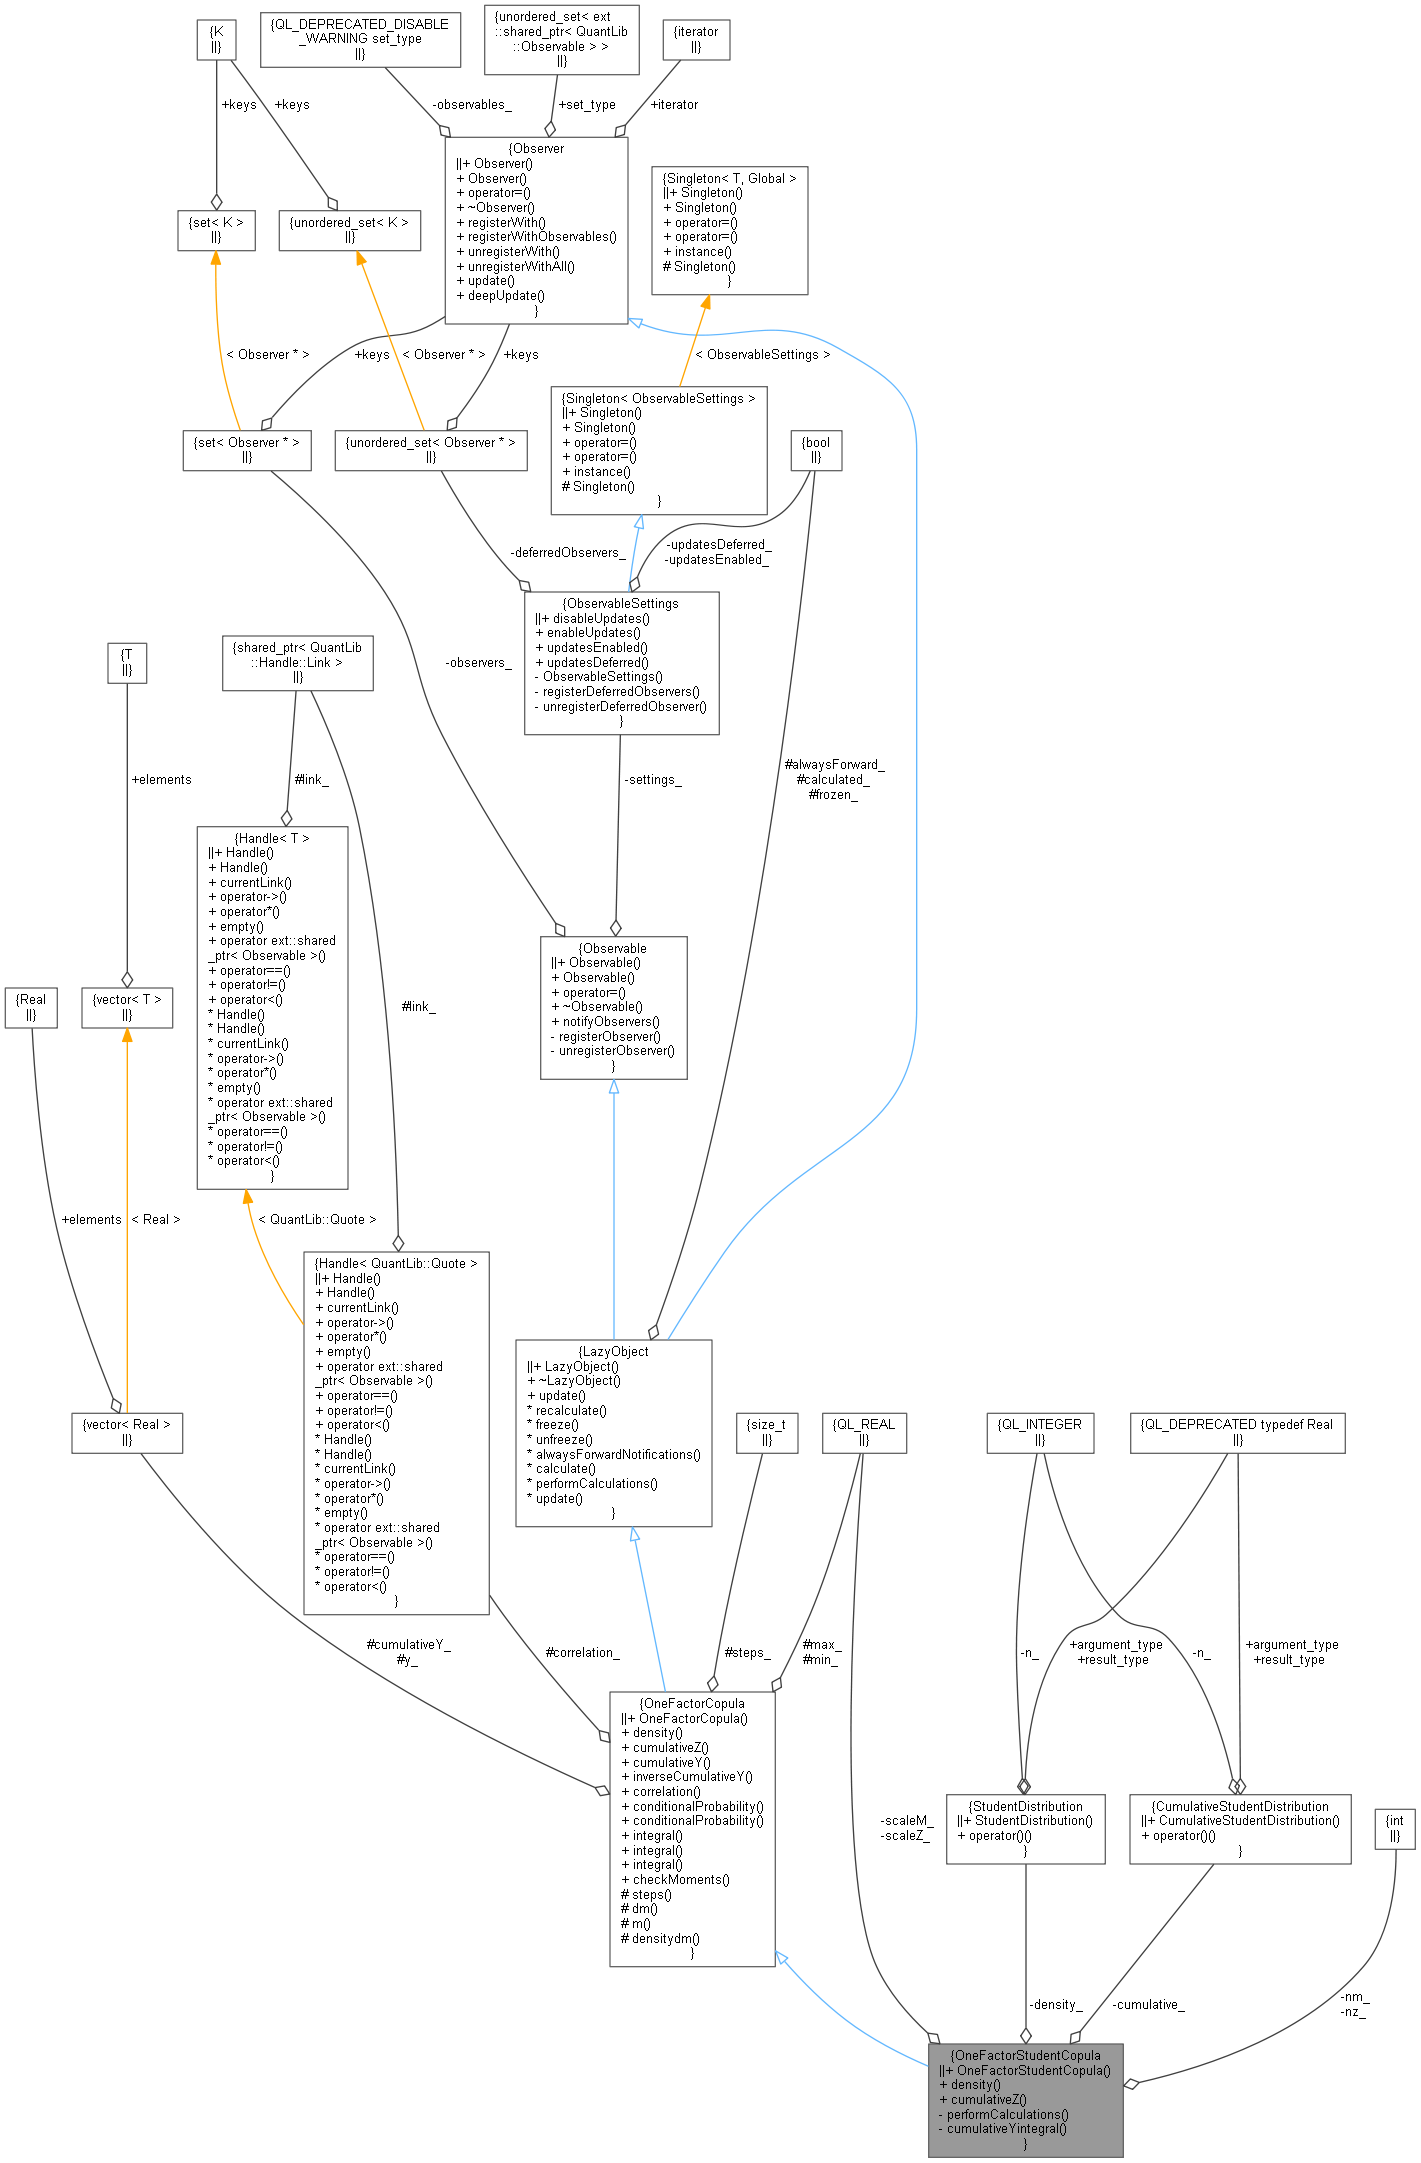 {K
||}
{QL_DEPRECATED_DISABLE
_WARNING set_type
||}
{unordered_set< ext
::shared_ptr< QuantLib
::Observable > >
||}
{iterator
||}
+keys
+keys
-observables_
+set_type
+iterator
{Observer
||+ Observer()
+ Observer()
+ operator=()
+ ~Observer()
+ registerWith()
+ registerWithObservables()
+ unregisterWith()
+ unregisterWithAll()
+ update()
+ deepUpdate()
}
{Singleton< T, Global >
||+ Singleton()
+ Singleton()
+ operator=()
+ operator=()
+ instance()
# Singleton()
}
{set< K >
||}
{unordered_set< K >
||}
< Observer * >
+keys
< Observer * >
+keys
< ObservableSettings >
{Singleton< ObservableSettings >
||+ Singleton()
+ Singleton()
+ operator=()
+ operator=()
+ instance()
# Singleton()
}
{set< Observer * >
||}
{unordered_set< Observer * >
||}
{bool
||}
-deferredObservers_
-updatesDeferred_
-updatesEnabled_
{ObservableSettings
||+ disableUpdates()
+ enableUpdates()
+ updatesEnabled()
+ updatesDeferred()
- ObservableSettings()
- registerDeferredObservers()
- unregisterDeferredObserver()
}
{T
||}
{shared_ptr< QuantLib
::Handle::Link >
||}
-observers_
+elements
#link_
-settings_
#alwaysForward_
#calculated_
#frozen_
{Handle< T >
||+ Handle()
+ Handle()
+ currentLink()
+ operator->()
+ operator*()
+ empty()
+ operator ext::shared
_ptr< Observable >()
+ operator==()
+ operator!=()
+ operator<()
* Handle()
* Handle()
* currentLink()
* operator->()
* operator*()
* empty()
* operator ext::shared
_ptr< Observable >()
* operator==()
* operator!=()
* operator<()
}
{Real
||}
{vector< T >
||}
#link_
{Observable
||+ Observable()
+ Observable()
+ operator=()
+ ~Observable()
+ notifyObservers()
- registerObserver()
- unregisterObserver()
}
+elements
< Real >
< QuantLib::Quote >
{Handle< QuantLib::Quote >
||+ Handle()
+ Handle()
+ currentLink()
+ operator->()
+ operator*()
+ empty()
+ operator ext::shared
_ptr< Observable >()
+ operator==()
+ operator!=()
+ operator<()
* Handle()
* Handle()
* currentLink()
* operator->()
* operator*()
* empty()
* operator ext::shared
_ptr< Observable >()
* operator==()
* operator!=()
* operator<()
}
{LazyObject
||+ LazyObject()
+ ~LazyObject()
+ update()
* recalculate()
* freeze()
* unfreeze()
* alwaysForwardNotifications()
* calculate()
* performCalculations()
* update()
}
{vector< Real >
||}
{size_t
||}
{QL_REAL
||}
{QL_INTEGER
||}
{QL_DEPRECATED typedef Real
||}
#cumulativeY_
#y_
#correlation_
#steps_
#max_
#min_
-n_
+argument_type
+result_type
-n_
+argument_type
+result_type
{OneFactorCopula
||+ OneFactorCopula()
+ density()
+ cumulativeZ()
+ cumulativeY()
+ inverseCumulativeY()
+ correlation()
+ conditionalProbability()
+ conditionalProbability()
+ integral()
+ integral()
+ integral()
+ checkMoments()
# steps()
# dm()
# m()
# densitydm()
}
-scaleM_
-scaleZ_
{StudentDistribution
||+ StudentDistribution()
+ operator()()
}
{CumulativeStudentDistribution
||+ CumulativeStudentDistribution()
+ operator()()
}
{int
||}
-density_
-cumulative_
-nm_
-nz_
{OneFactorStudentCopula
||+ OneFactorStudentCopula()
+ density()
+ cumulativeZ()
- performCalculations()
- cumulativeYintegral()
}